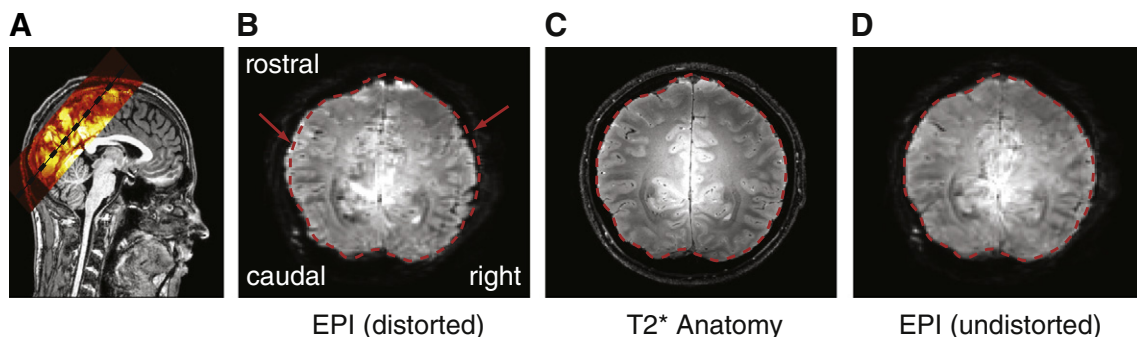 A
B
C
D
rostral
caudal
right
EPI (distorted)
T2* Anatomy
EPI (undistorted)